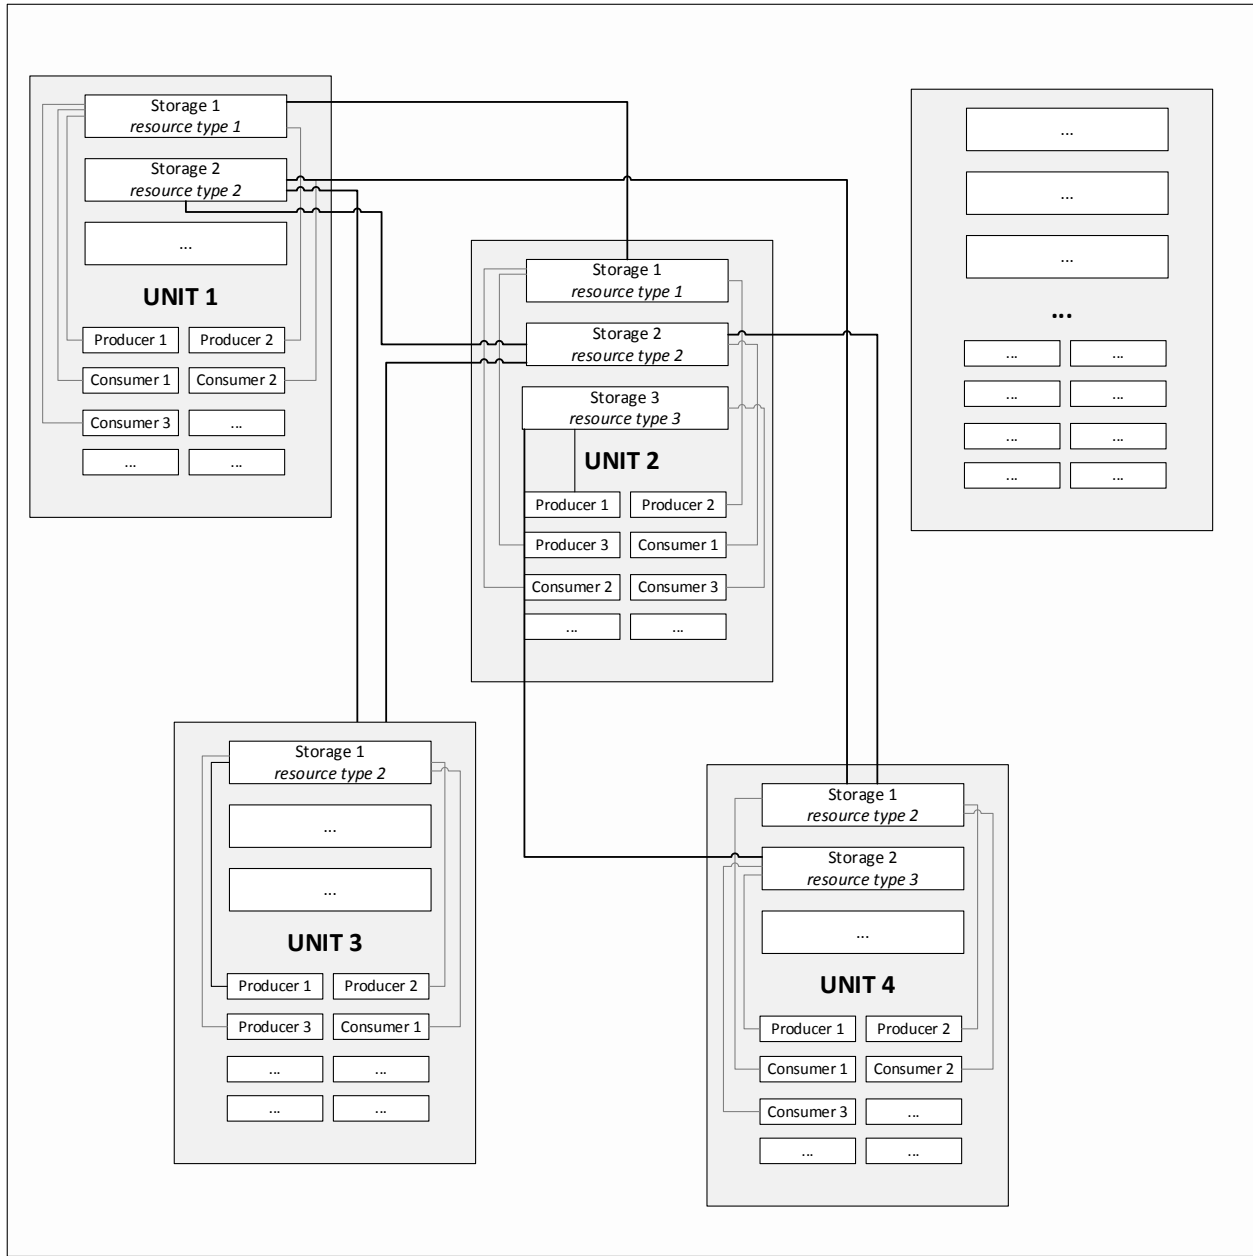 Storage 1
resource type 1
Storage 2
resource type 2
...
UNIT 1
Producer 1
Producer 2
Consumer 1
Consumer 2
Consumer 3
...
...
...
Storage 1
resource type 1
Storage 2
resource type 2
Storage 3
resource type 3
UNIT 2
Producer 1
Producer 2
Producer 3
Consumer 1
Consumer 2
Consumer 3
...
...
...
...
...
...
...
...
...
...
...
...
...
...
Storage 1
resource type 2
...
...
UNIT 3
Producer 1
Producer 2
Producer 3
Consumer 1
...
...
...
...
Storage 1
resource type 2
Storage 2
resource type 3
...
UNIT 4
Producer 1
Producer 2
Consumer 1
Consumer 2
Consumer 3
...
...
...